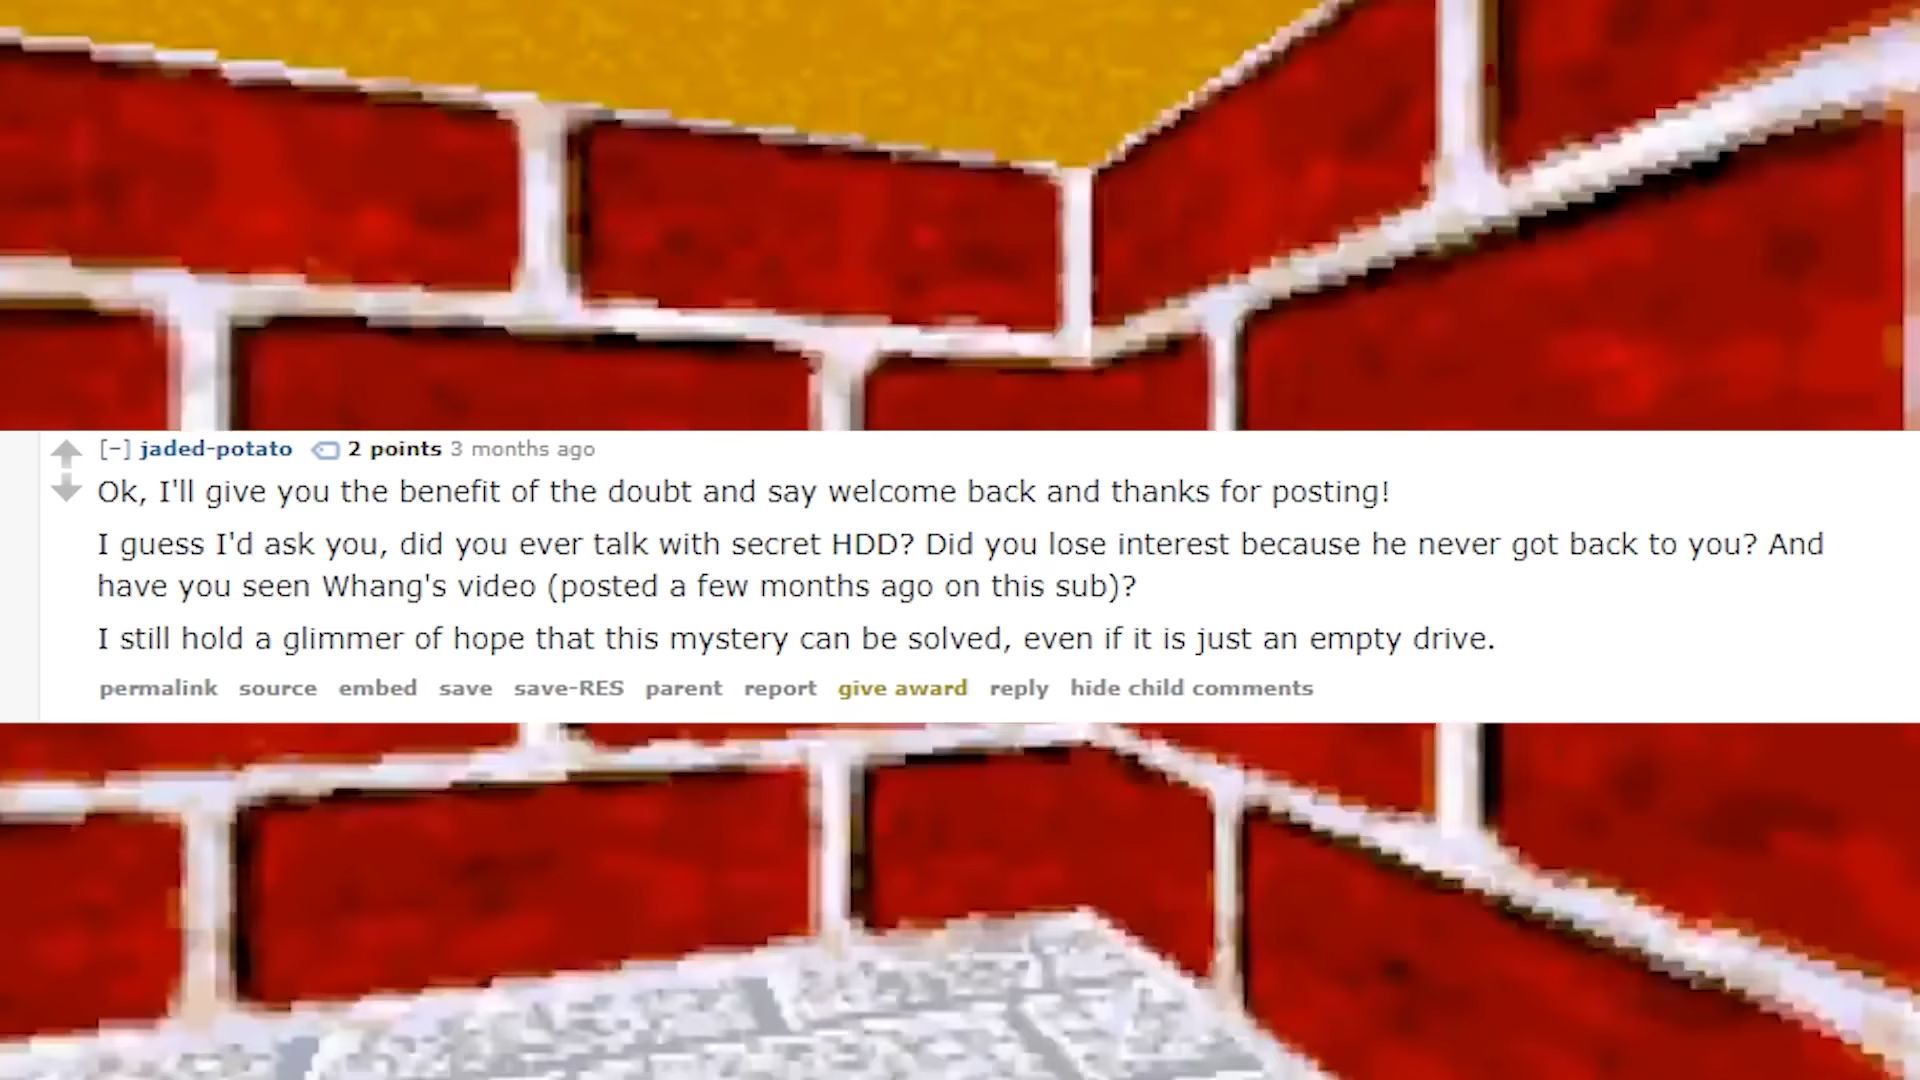 [–] jaded-potato 2 points 3 months ago
Ok, I'll give you the benefit of the doubt and say welcome back and thanks for posting!
I guess I'd ask you, did you ever talk with secret HDD? Did you lose interest because he never got back to you? And
have you seen Whang's video (posted a few months ago on this sub)?
I still hold a glimmer of hope that this mystery can be solved, even if it is just an empty drive.
permalink source embed save save-RES parent report give award reply hide child comments